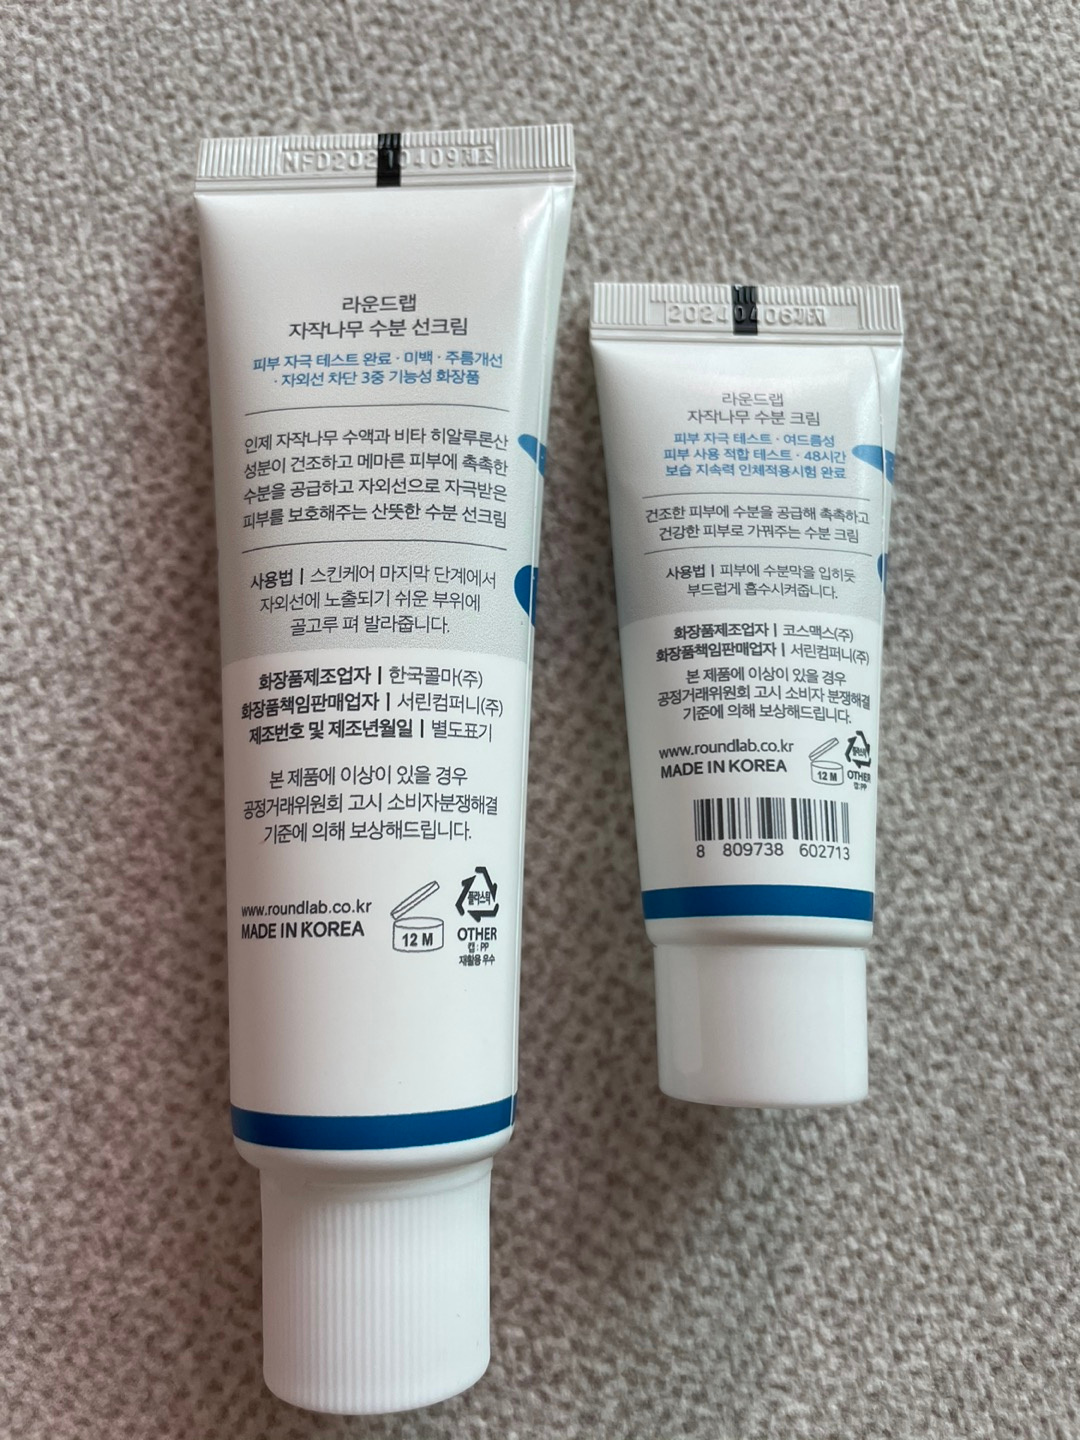 20240406까지
라운드랩
자작나무 수분 선크림
피부 자극 테스트 완료 · 미백 · 주름개선
· 자외선 차단 3중 기능성 화장품
인제 자작나무 수액과 비타 히알루론산
성분이 건조하고 메마른 피부에 촉촉한
수분을 공급하고 자외선으로 자극받은
피부를 보호해주는 산뜻한 수분 선크림
사용법 | 스킨케어 마지막 단계에서
자외선에 노출되기 쉬운 부위에
골고루 펴 발라줍니다.
화장품제조업자 | 한국콜마(주)
화장품책임판매업자 | 서린컴퍼니(주)
제조번호 및 제조년월일 | 별도표기
본 제품에 이상이 있을 경우
공정거래위원회 고시 소비자분쟁해결
기준에 의해 보상해드립니다.
www.roundlab.co.kr
MADE IN KOREA
12 M
플라스틱
OTHER
캡 : PP
재활용 우수
라운드랩
자작나무 수분 크림
피부 자극 테스트 · 여드름성
피부 사용 적합 테스트 · 48시간
보습 지속력 인체적용시험 완료
건조한 피부에 수분을 공급해 촉촉하고
건강한 피부로 가꿔주는 수분 크림
사용법 | 피부에 수분막을 입히듯
부드럽게 흡수시켜줍니다.
화장품제조업자 | 코스맥스(주)
화장품책임판매업자 | 서린컴퍼니(주)
본 제품에 이상이 있을 경우
공정거래위원회 고시 소비자 분쟁해결
기준에 의해 보상해드립니다.
www.roundlab.co.kr
MADE IN KOREA
12 M
플라스틱
OTHER
캡 : PP
8 809738 602713